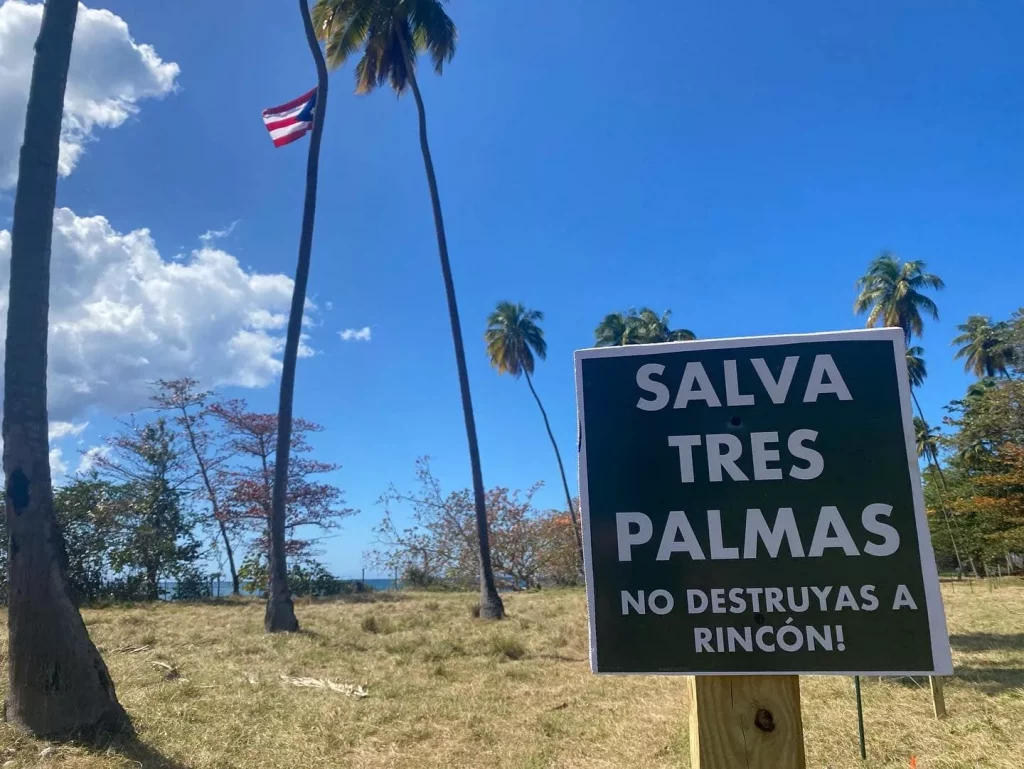 SALVA
TRES
PALMAS
NO DESTRUYAS A
RINCÓN!